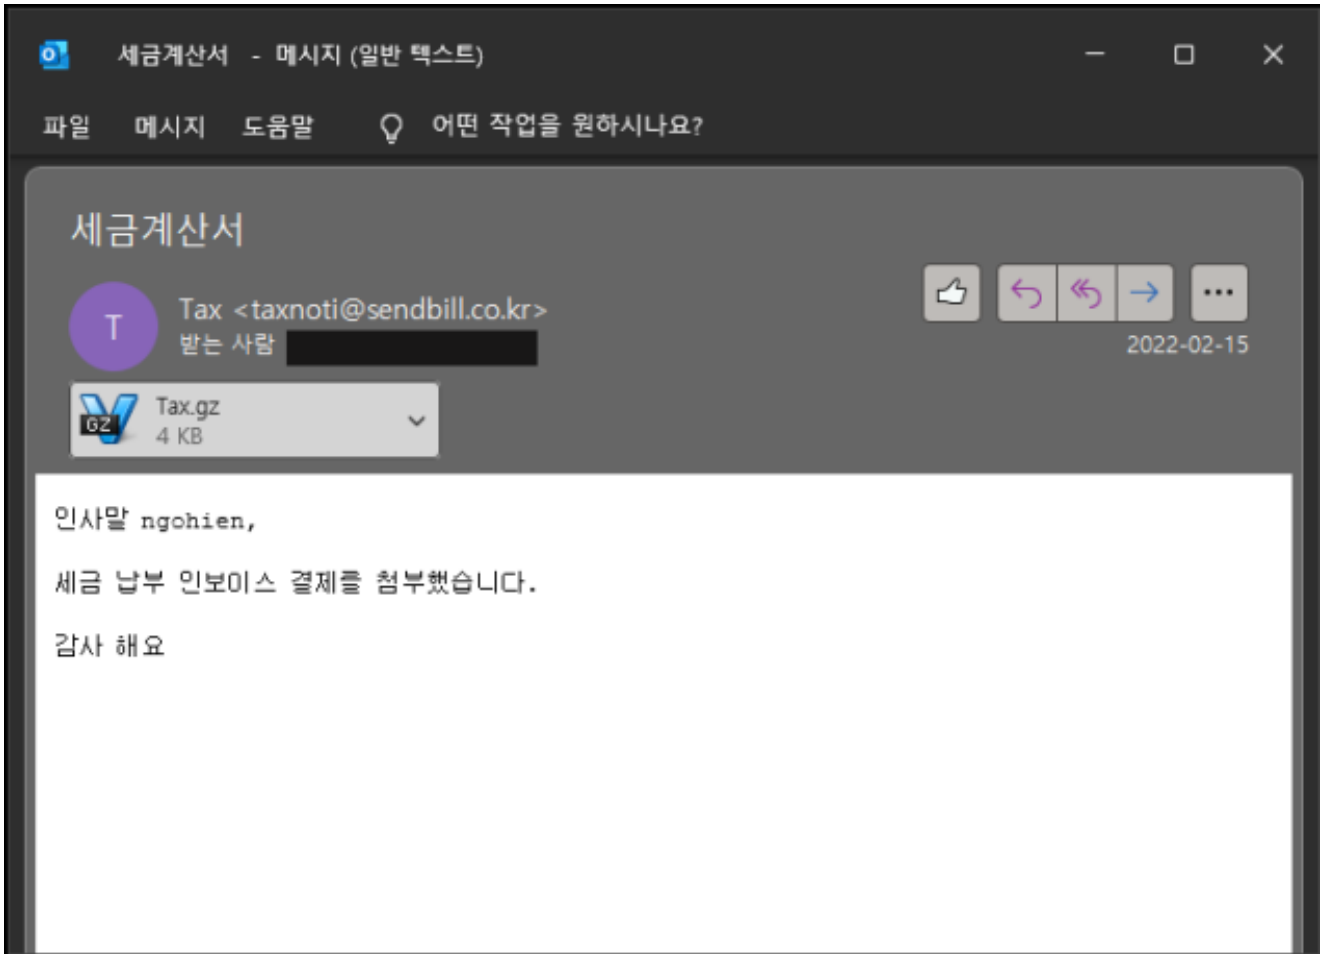 세금계산서 - 메시지 (일반 텍스트)
파일 메시지 도움말 어떤 작업을 원하시나요?
세금계산서
T
Tax <taxnoti@sendbill.co.kr>
받는 사람
2022-02-15
GZ
Tax.gz
4 KB
인사말 ngohien,
세금 납부 인보이스 결제를 첨부했습니다.
감사 해요